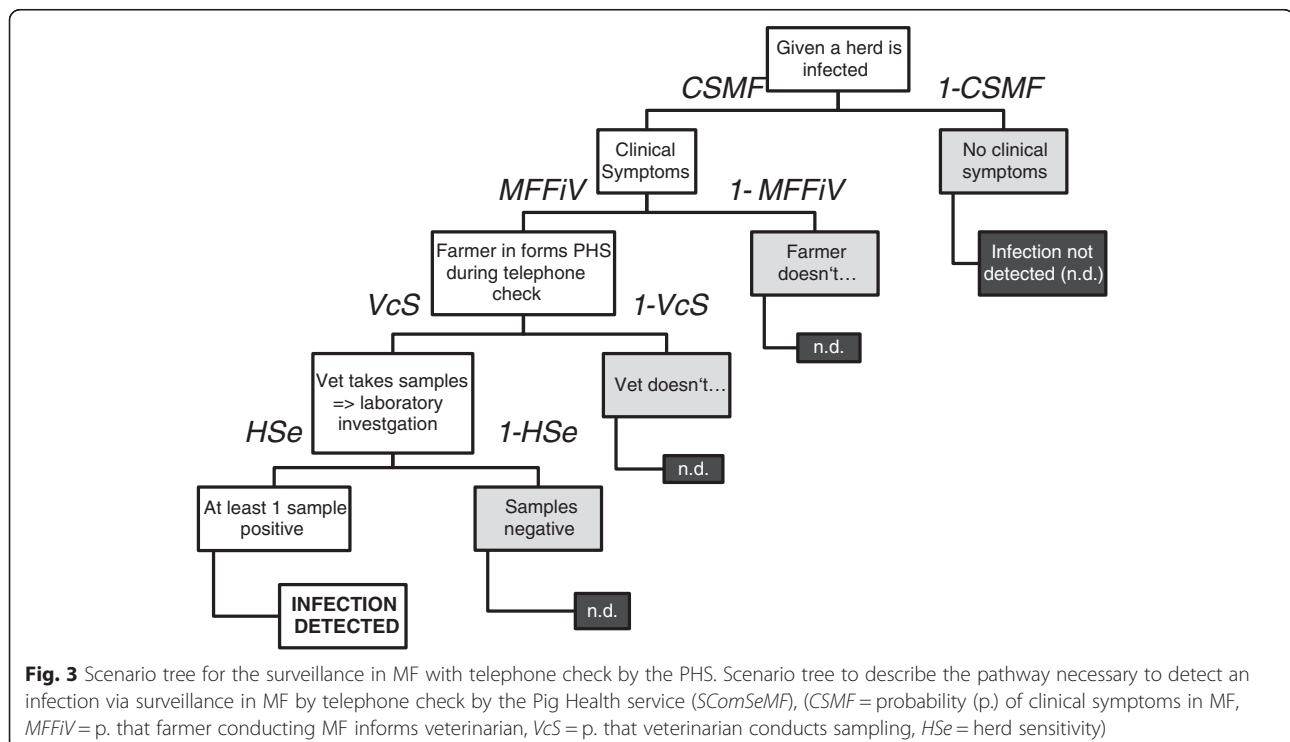 Given a herd is
infected
CSMF
1-CSMF
Clinical
Symptoms
No clinical
symptoms
MFFiV
1- MFFiV
Farmer in forms PHS
during telephone
check
Farmer
doesn‘t...
Infection not
detected (n.d.)
VcS
1-VcS
n.d.
Vet takes samples
=> laboratory
investgation
Vet doesn‘t...
HSe
1-HSe
n.d.
At least 1 sample
positive
Samples
negative
INFECTION
DETECTED
n.d.
Fig. 3 Scenario tree for the surveillance in MF with telephone check by the PHS. Scenario tree to describe the pathway necessary to detect an
infection via surveillance in MF by telephone check by the Pig Health service (SComSeMF), (CSMF = probability (p.) of clinical symptoms in MF,
MFFiV = p. that farmer conducting MF informs veterinarian, VcS = p. that veterinarian conducts sampling, HSe = herd sensitivity)